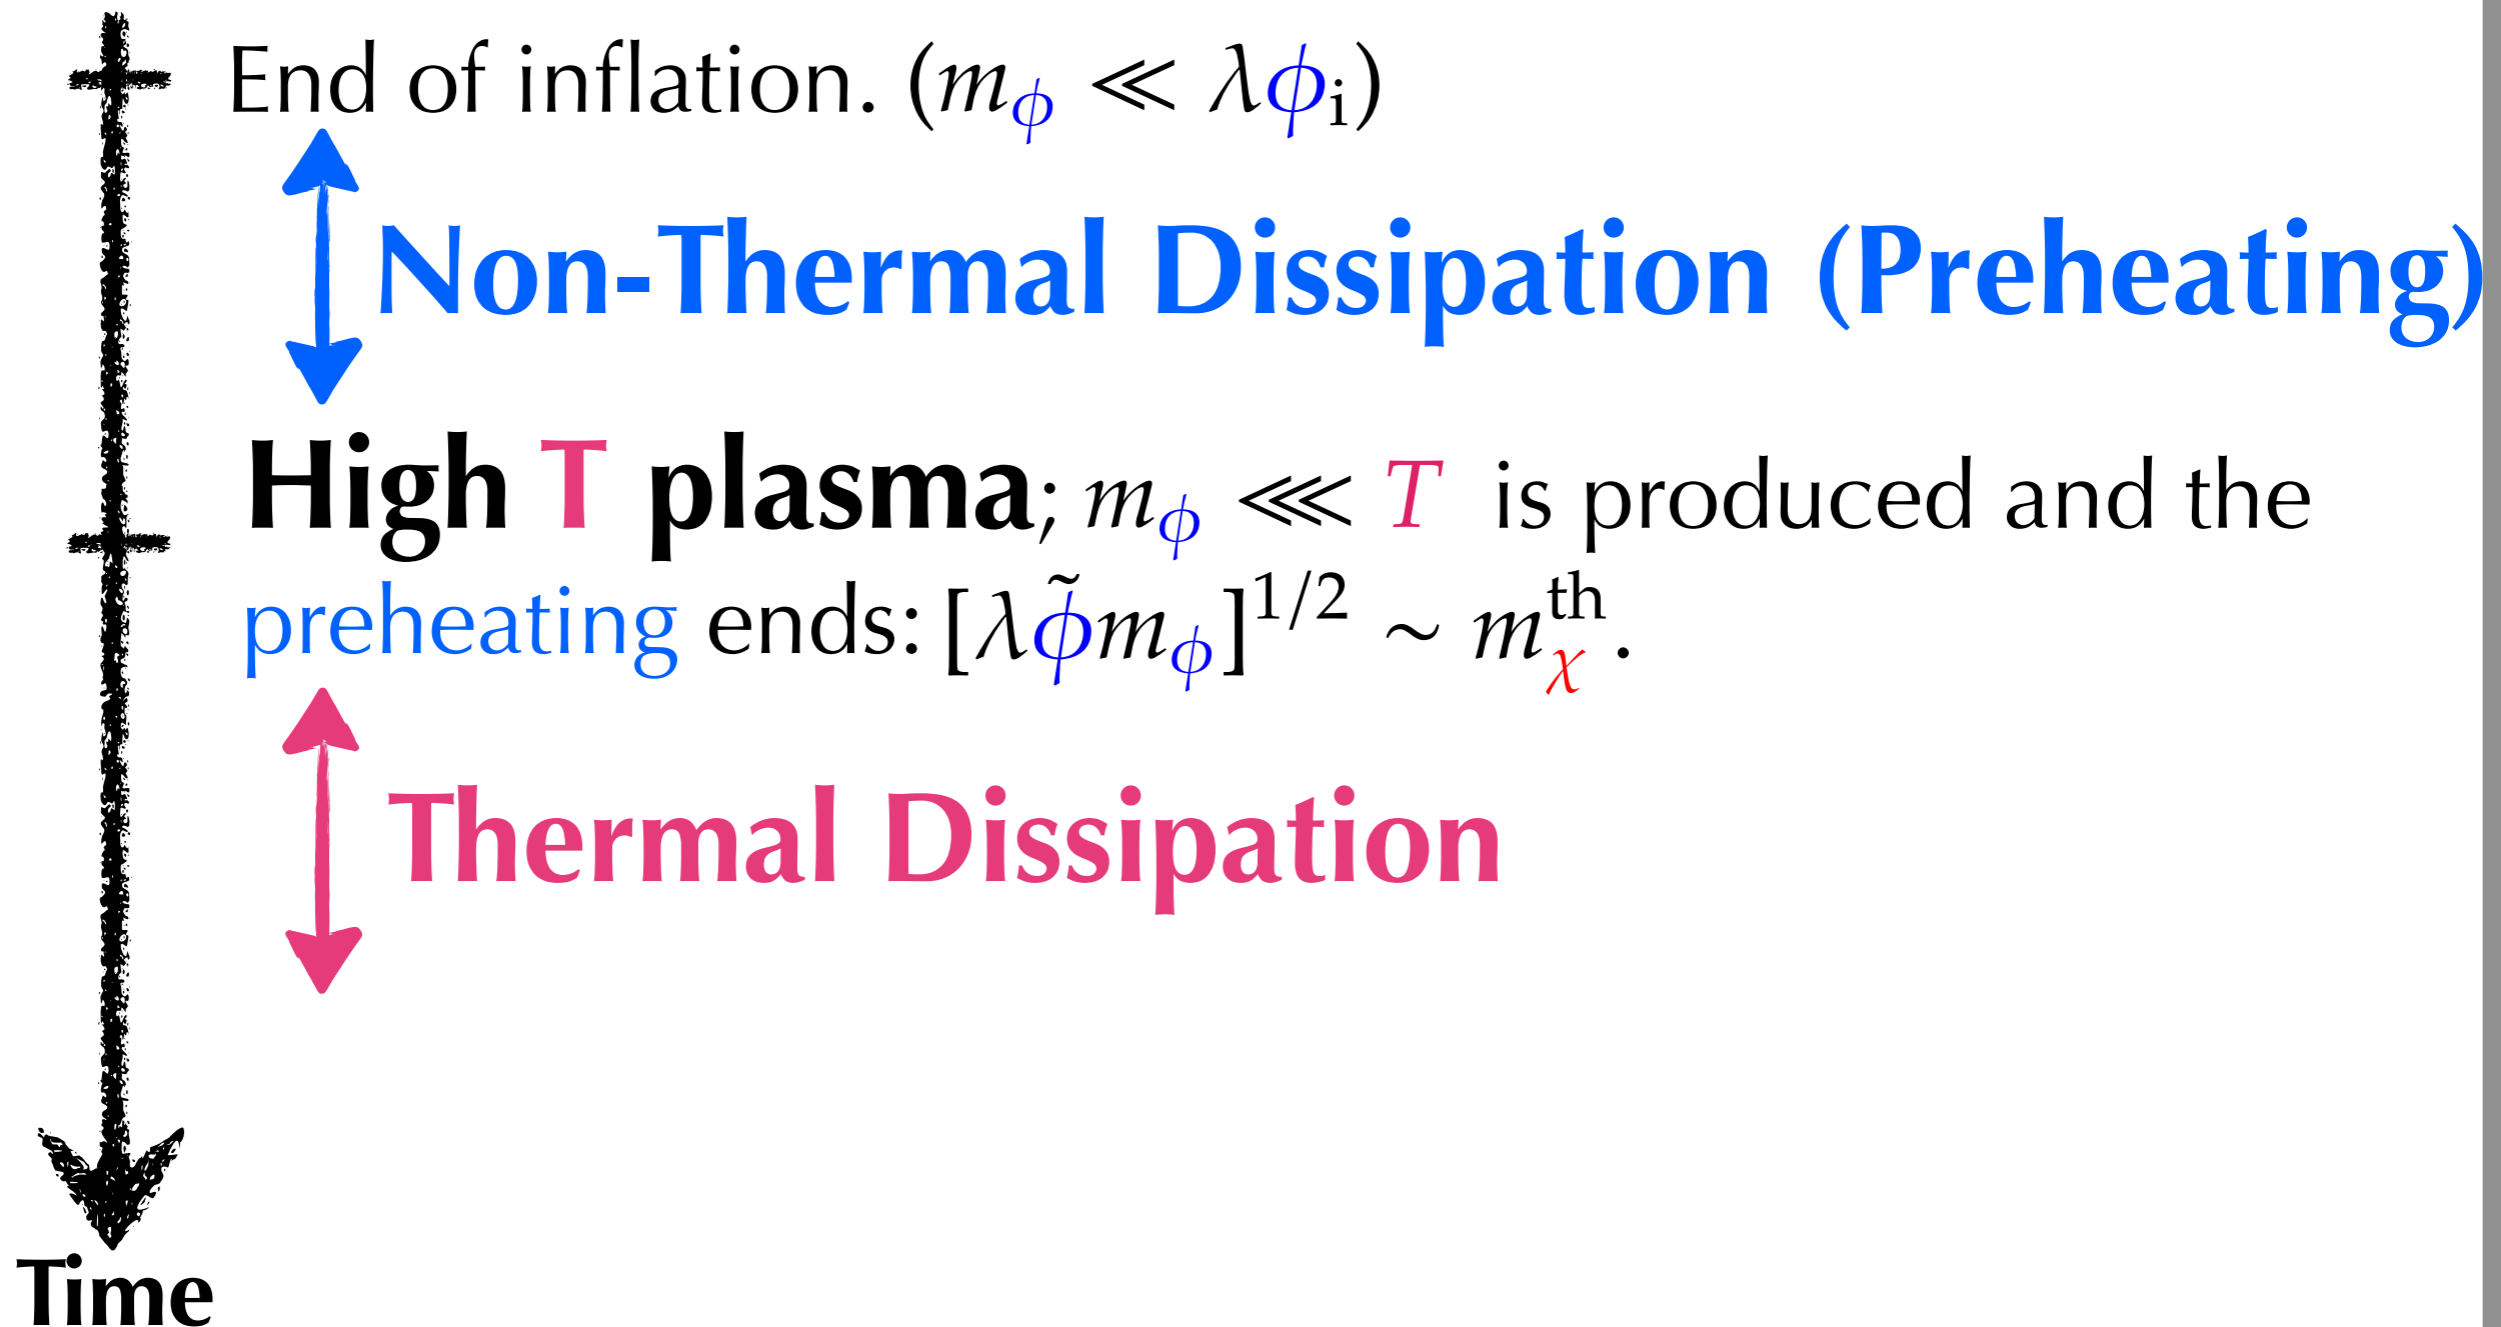 End of inflation. (m_ϕ ≪ λϕ_i)
Non-Thermal Dissipation (Preheating)
High T plasma; m_ϕ ⋘ T is produced and the
preheating ends: [λϕ̃m_ϕ]^{1/2} ∼ m_χ^{th}.
Thermal Dissipation
Time